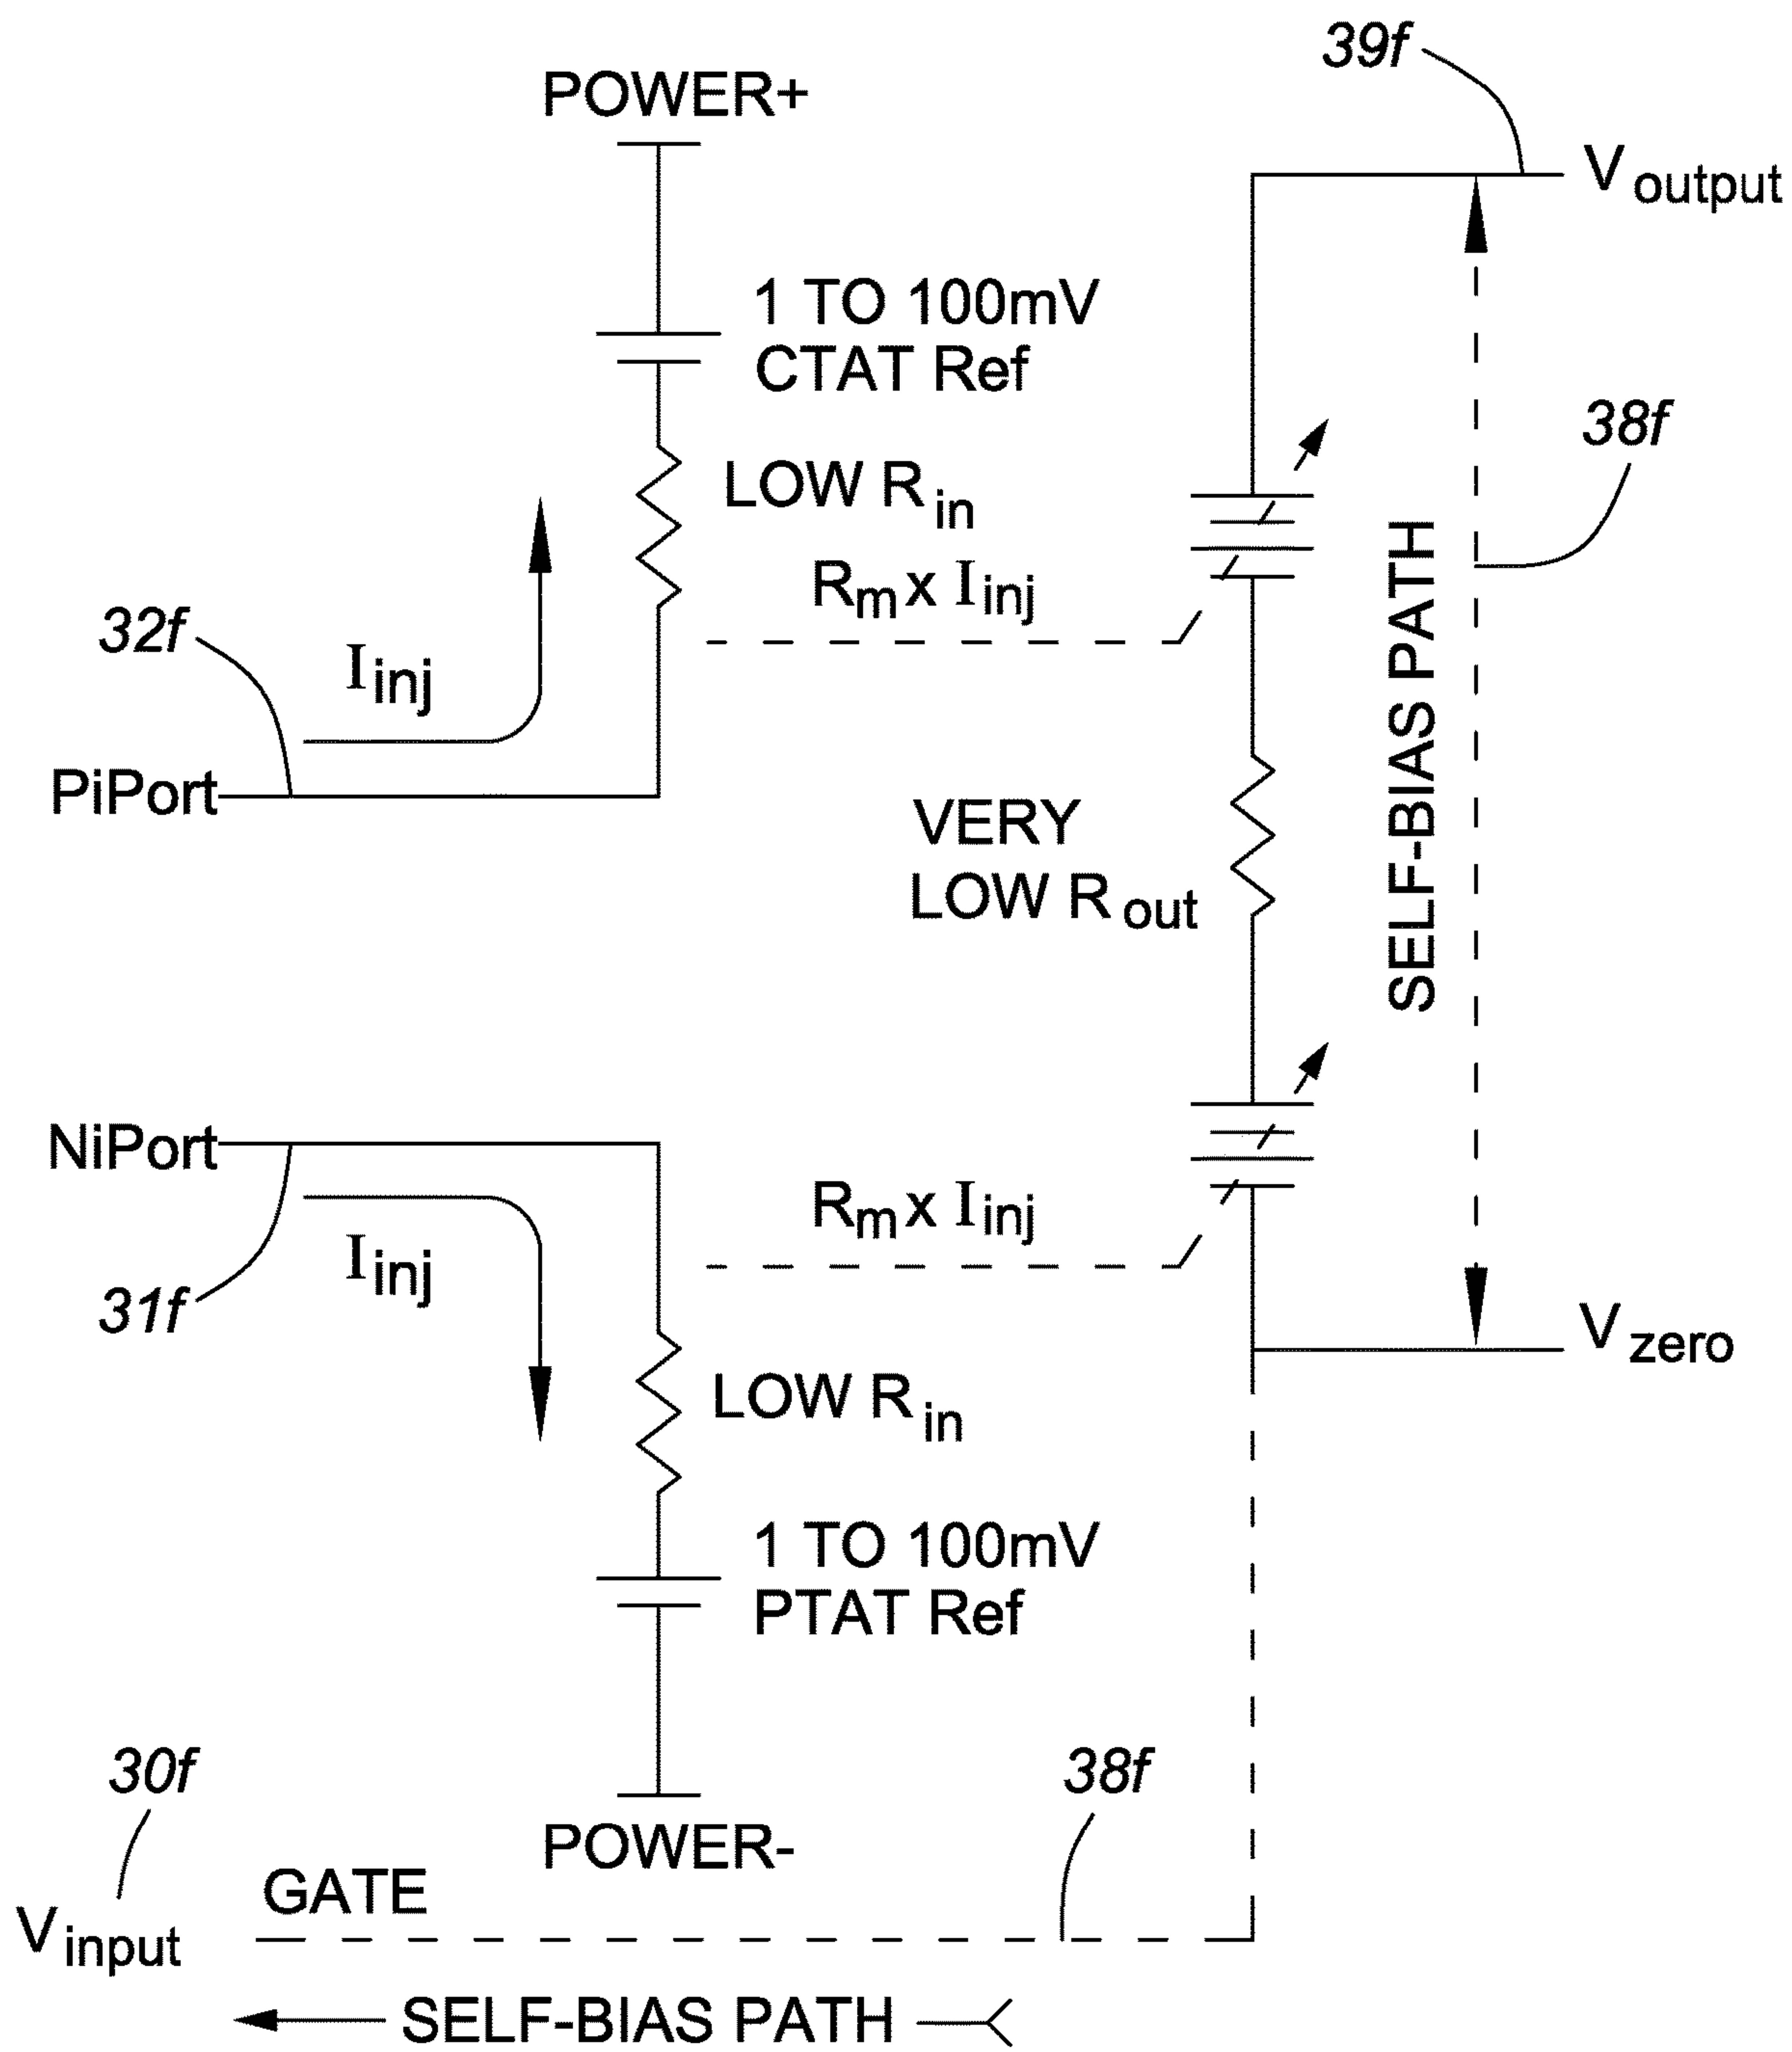 39f
POWER+
V output
1 TO 100mV
CTAT Ref
38f
LOW R in
R m x I inj
32f
I inj
SELF-BIAS PATH
PiPort
VERY
LOW R out
NiPort
R m x I inj
I inj
31f
V zero
LOW R in
1 TO 100mV
PTAT Ref
30f
38f
POWER-
GATE
V input
SELF-BIAS PATH